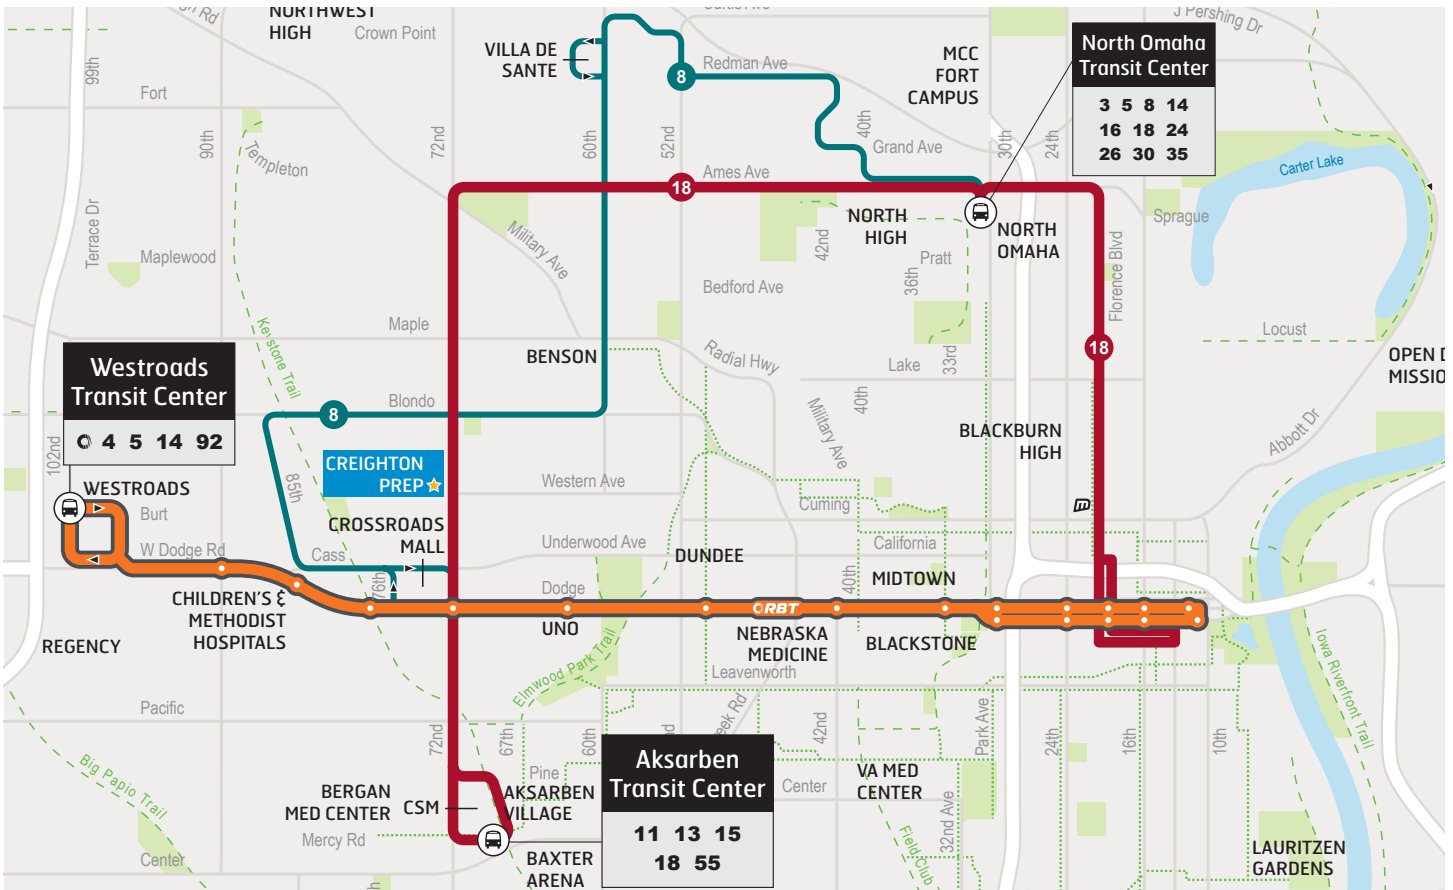 NORTHWEST
HIGH
Crown Point
99th
Fort
90th
Templeton
72nd
VILLA DE
SANTE
60th
52nd
8
Redman Ave
MCC
FORT
CAMPUS
40th
Grand Ave
30th
24th
J Pershing Dr
North Omaha
Transit Center
3 5 8 14
16 18 24
26 30 35
Carter Lake
Ames Ave
18
Terrace Dr
Maplewood
Military Ave
NORTH
HIGH
42nd
NORTH
OMAHA
Pratt
36th
Sprague
Florence Blvd
Bedford Ave
Keystone Trail
Maple
BENSON
Radial Hwy
Lake
33rd
18
Locust
OPEN D
MISSIO
Westroads
Transit Center
4 5 14 92
102nd
8
Blondo
85th
Military Ave
40th
BLACKBURN
HIGH
Abbott Dr
CREIGHTON
PREP
Western Ave
Cuming
m
WESTROADS
Burt
CROSSROADS
MALL
W Dodge Rd
Cass
76th
Underwood Ave
DUNDEE
California
MIDTOWN
40th
Dodge
RBT
CHILDREN'S &
METHODIST
HOSPITALS
REGENCY
UNO
NEBRASKA
MEDICINE
BLACKSTONE
Elmwood Park Trail
Leavenworth
Iowa Riverfront Trail
Pacific
72nd
67th
60th
nd
eek Rd
42nd
Park Ave
24th
16th
10th
Big Papio Trail
Aksarben
Transit Center
11 13 15
18 55
Pine
AKSARBEN
VILLAGE
Center
VA MED
CENTER
BERGAN
MED CENTER
CSM
Mercy Rd
32nd Ave
Field Club
Center
BAXTER
ARENA
LAURITZEN
GARDENS